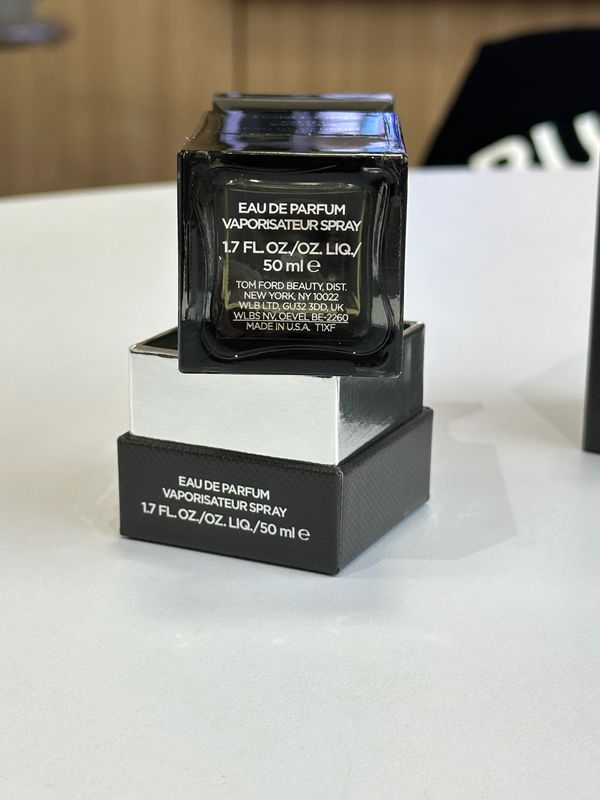 EAU DE PARFUM
VAPORISATEUR SPRAY
1.7 FL. OZ./OZ. LIQ./
50 ml ℮
TOM FORD BEAUTY, DIST.
NEW YORK, NY 10022
WLB LTD, GU32 3DD, UK
WLBS NV, OEVEL BE-2260
MADE IN U.S.A. T1XF
EAU DE PARFUM
VAPORISATEUR SPRAY
1.7 FL. OZ./OZ. LIQ./50 ml ℮